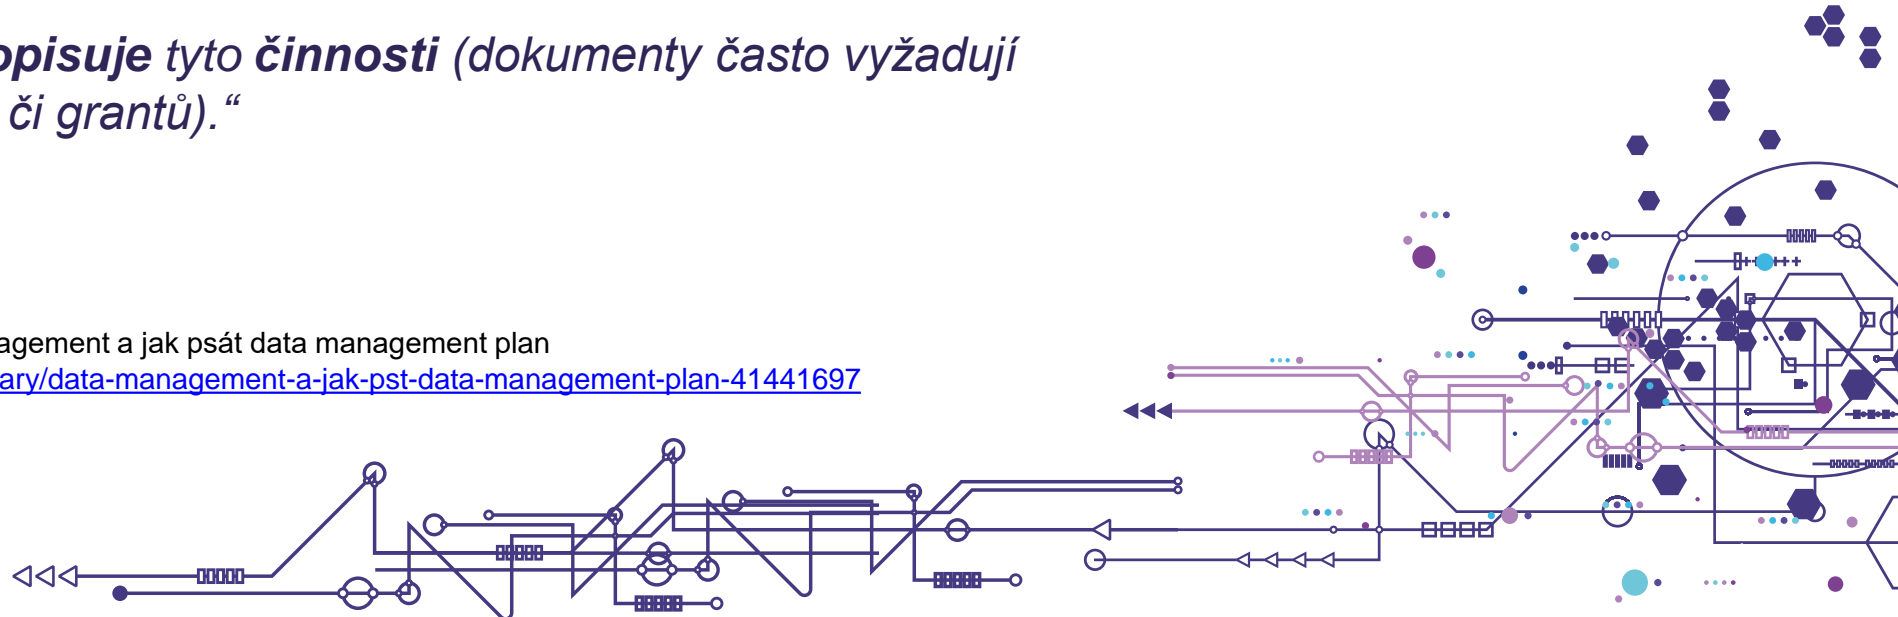 opisuje tyto činnosti (dokumenty často vyžadují
či grantů).“
agement a jak psát data management plan
ary/data-management-a-jak-pst-data-management-plan-41441697